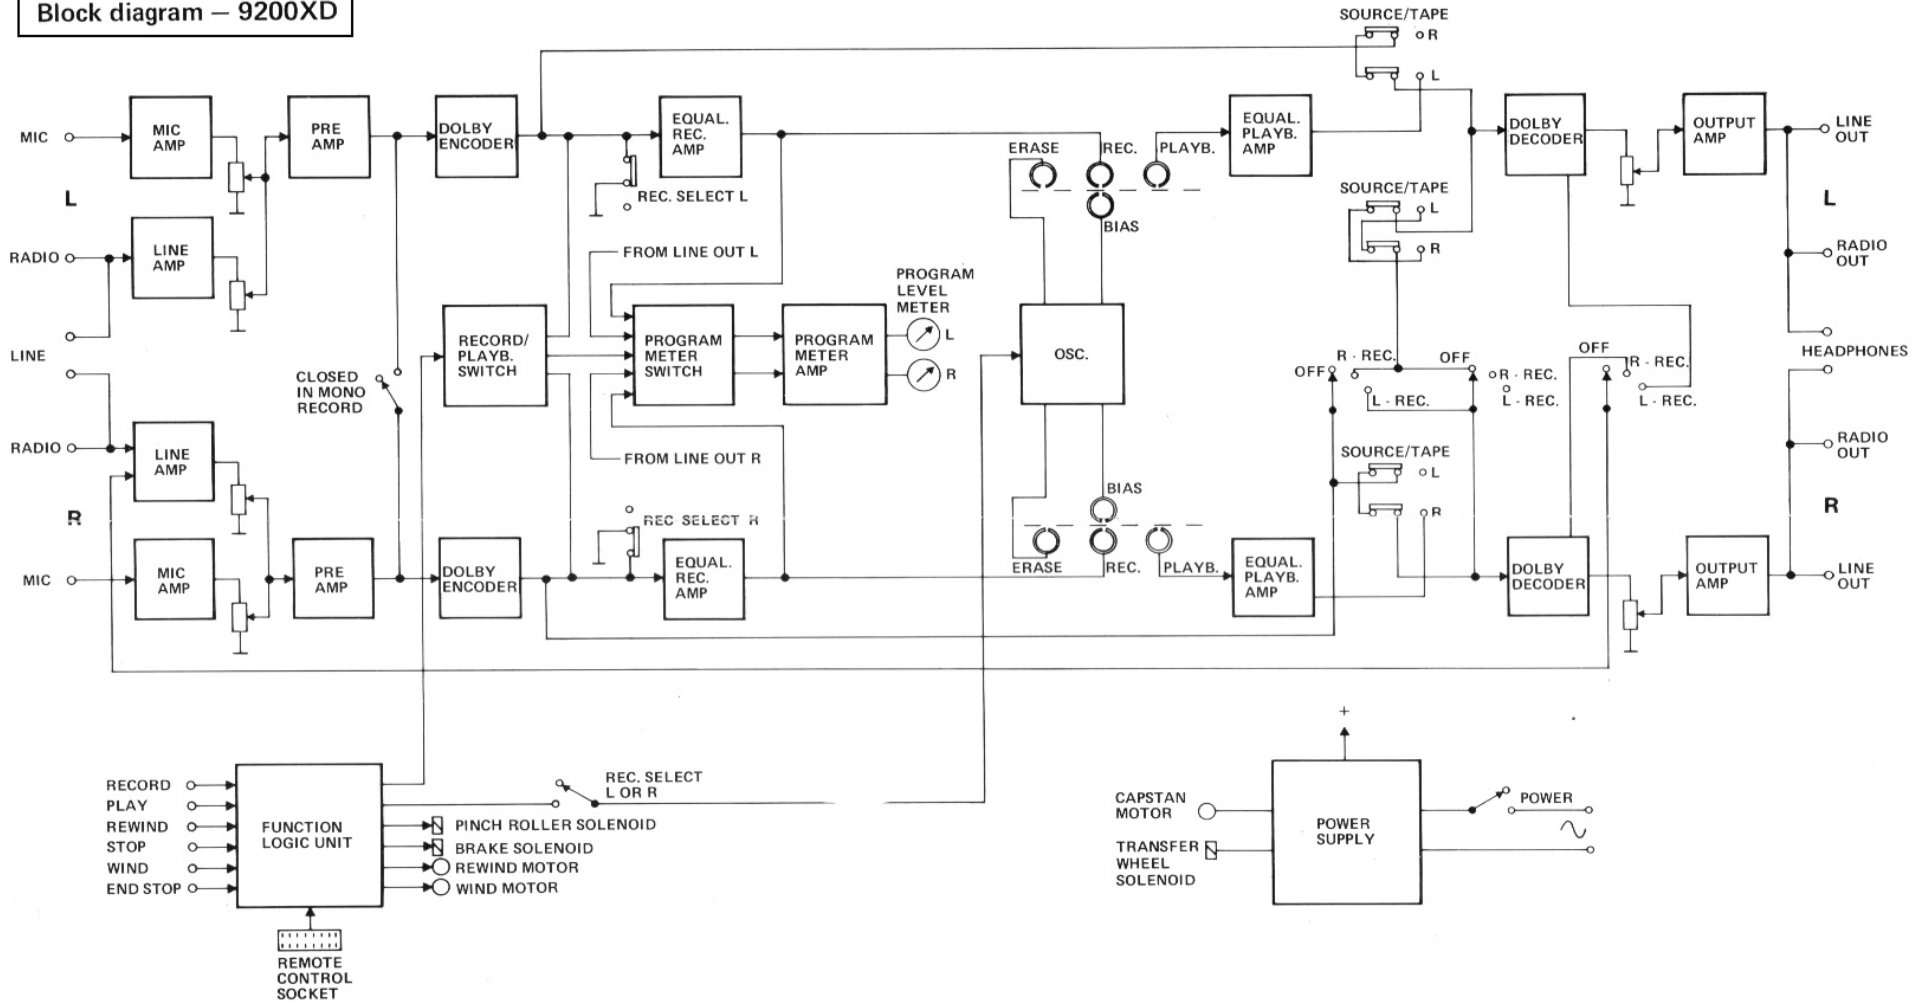 Block diagram — 9200XD
SOURCE/TAPE
R
L
MIC
MIC
AMP
PRE
AMP
DOLBY
ENCODER
EQUAL.
REC.
AMP
REC. SELECT L
ERASE
REC.
PLAYB.
BIAS
EQUAL.
PLAYB.
AMP
DOLBY
DECODER
OUTPUT
AMP
LINE
OUT
L
L
SOURCE/TAPE
L
R
RADIO
LINE
AMP
FROM LINE OUT L
RADIO
OUT
PROGRAM
LEVEL
METER
L
R
LINE
CLOSED
IN MONO
RECORD
RECORD/
PLAYB.
SWITCH
PROGRAM
METER
SWITCH
PROGRAM
METER
AMP
OSC.
OFF
R - REC.
L - REC.
OFF
R - REC.
L - REC.
OFF
R - REC.
L - REC.
HEADPHONES
RADIO
LINE
AMP
FROM LINE OUT R
SOURCE/TAPE
L
R
RADIO
OUT
R
R
REC SELECT R
BIAS
MIC
MIC
AMP
PRE
AMP
DOLBY
ENCODER
EQUAL.
REC.
AMP
ERASE
REC.
PLAYB.
EQUAL.
PLAYB.
AMP
DOLBY
DECODER
OUTPUT
AMP
LINE
OUT
RECORD
PLAY
REWIND
STOP
WIND
END STOP
FUNCTION
LOGIC UNIT
REC. SELECT
L OR R
PINCH ROLLER SOLENOID
BRAKE SOLENOID
REWIND MOTOR
WIND MOTOR
REMOTE
CONTROL
SOCKET
+
CAPSTAN
MOTOR
TRANSFER
WHEEL
SOLENOID
POWER
SUPPLY
POWER